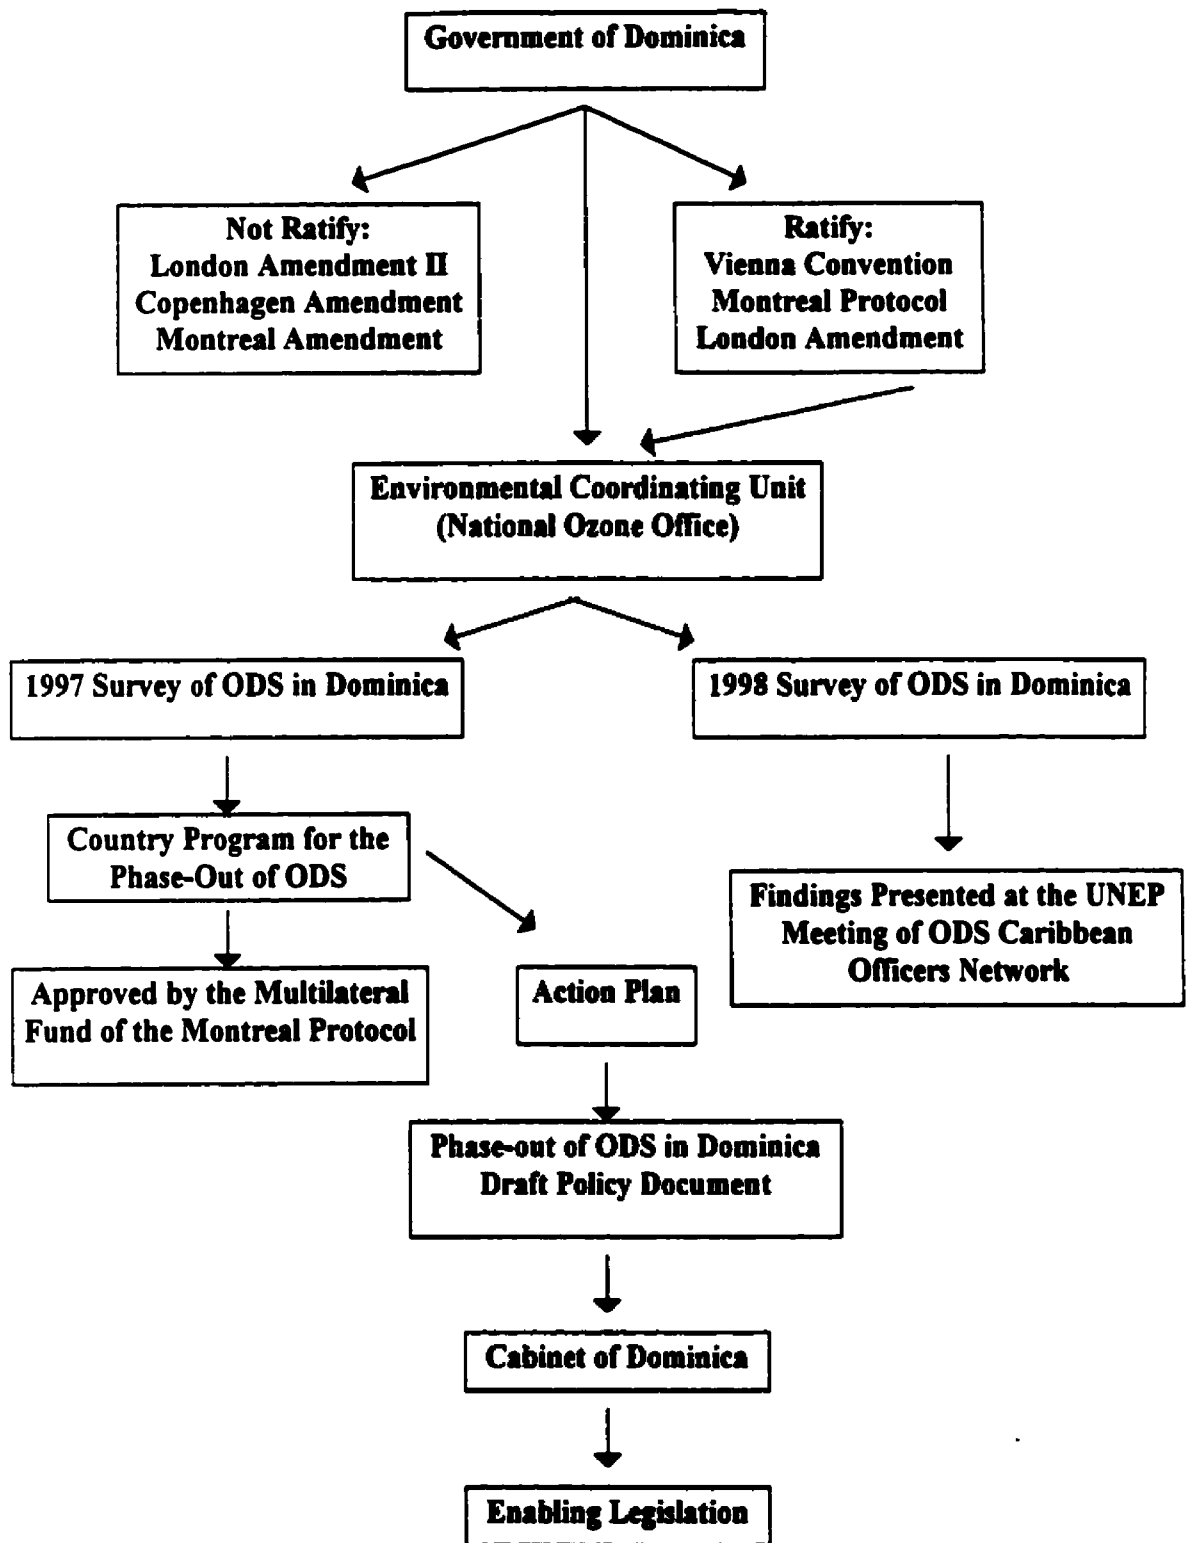 Government of Dominica
Not Ratify:
London Amendment II
Copenhagen Amendment
Montreal Amendment
Ratify:
Vienna Convention
Montreal Protocol
London Amendment
Environmental Coordinating Unit
(National Ozone Office)
1997 Survey of ODS in Dominica
1998 Survey of ODS in Dominica
Country Program for the
Phase-Out of ODS
Findings Presented at the UNEP
Meeting of ODS Caribbean
Officers Network
Approved by the Multilateral
Fund of the Montreal Protocol
Action Plan
Phase-out of ODS in Dominica
Draft Policy Document
Cabinet of Dominica
Enabling Legislation